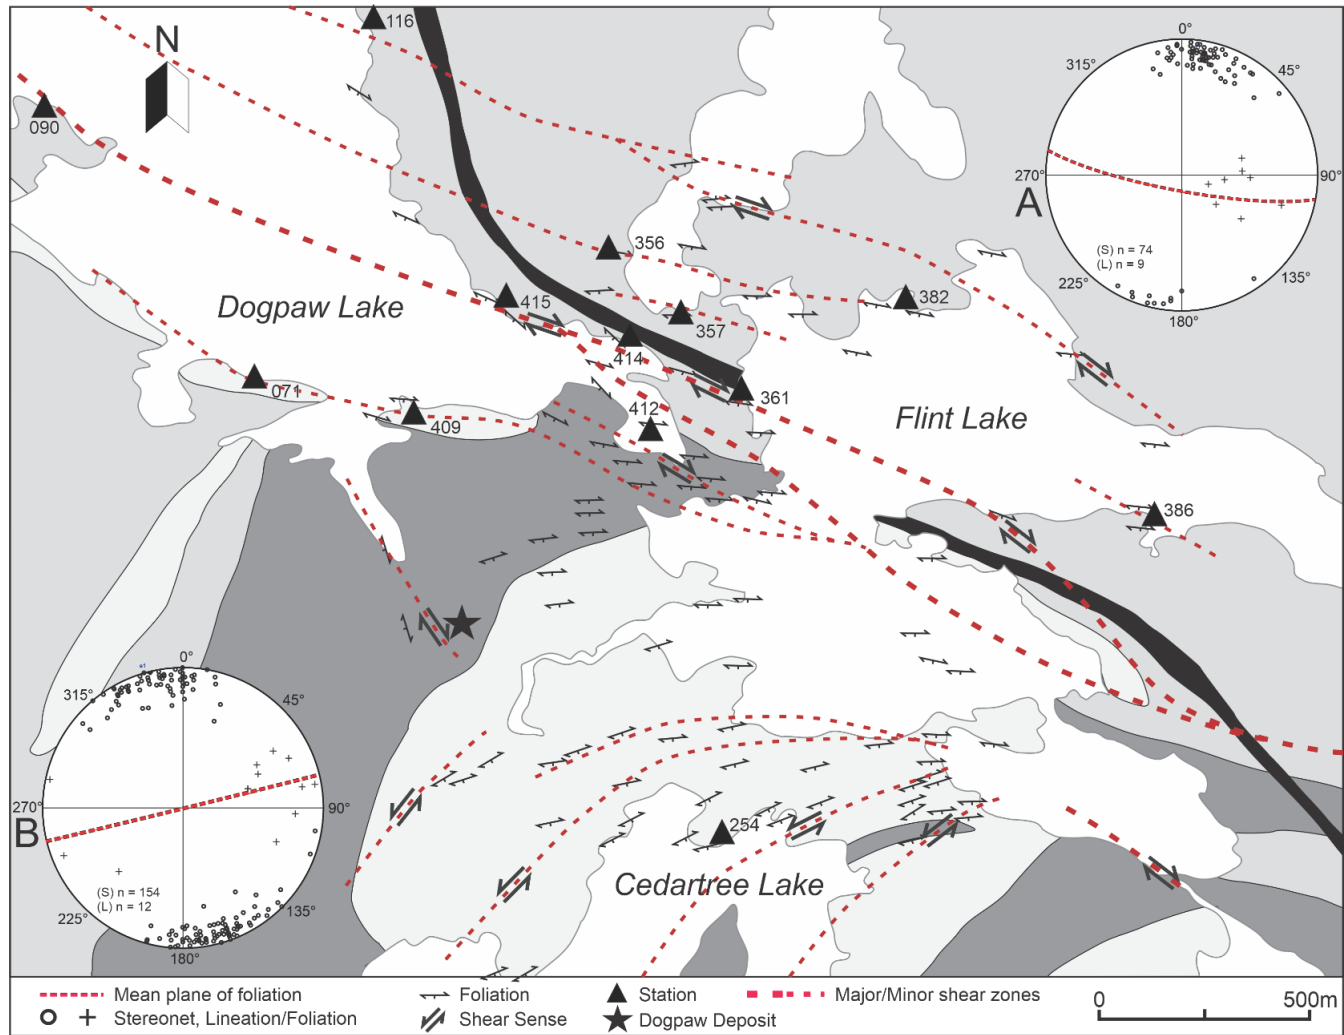 116
N
0°
315°
45°
090
270°
90°
A
356
(S) n = 74
(L) n = 9
415
382
Dogpaw Lake
225°
135°
357
180°
414
071
361
412
409
Flint Lake
386
0°
315°
45°
270°
90°
254
B
Cedartree Lake
(S) n = 154
(L) n = 12
225°
135°
180°
Mean plane of foliation
Foliation
Station
Major/Minor shear zones
0
500m
Stereonet, Lineation/Foliation
Shear Sense
Dogpaw Deposit